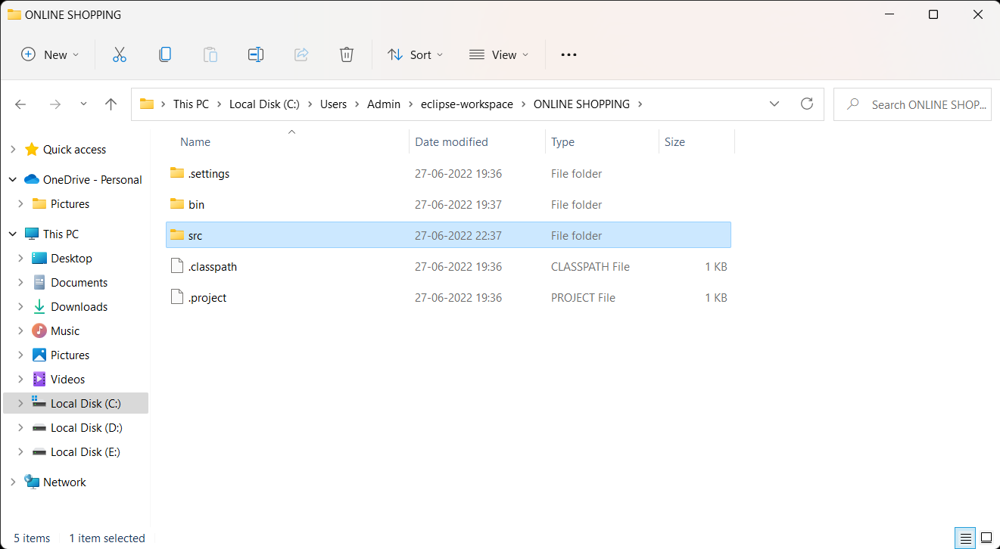 ONLINE SHOPPING
New
Sort
View
This PC
Local Disk (C:)
Users
Admin
eclipse-workspace
ONLINE SHOPPING
Search ONLINE SHOP...
Quick access
OneDrive - Personal
Pictures
This PC
Desktop
Documents
Downloads
Music
Pictures
Videos
Local Disk (C:)
Local Disk (D:)
Local Disk (E:)
Network
Name Date modified Type Size
.settings 27-06-2022 19:36 File folder
bin 27-06-2022 19:37 File folder
src 27-06-2022 22:37 File folder
.classpath 27-06-2022 19:36 CLASSPATH File 1 KB
.project 27-06-2022 19:36 PROJECT File 1 KB
5 items 1 item selected